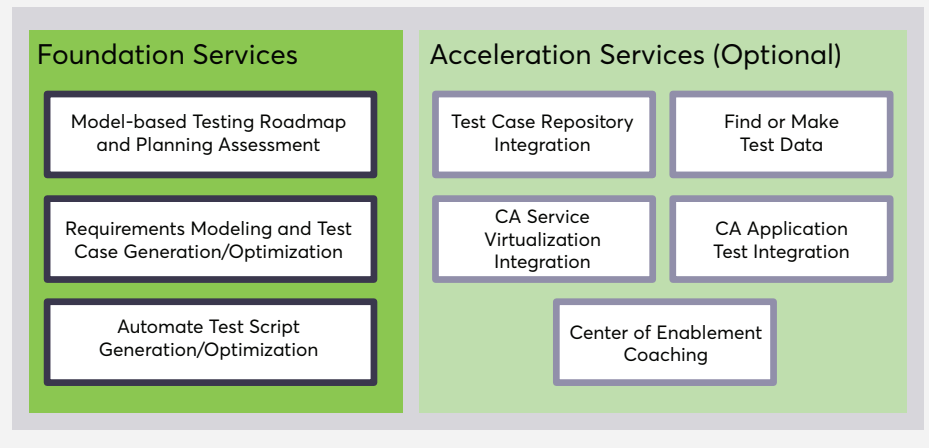 Foundation Services
Model-based Testing Roadmap
and Planning Assessment
Requirements Modeling and Test
Case Generation/Optimization
Automate Test Script
Generation/Optimization
Acceleration Services (Optional)
Test Case Repository
Integration
Find or Make
Test Data
CA Service
Virtualization
Integration
CA Application
Test Integration
Center of Enablement
Coaching